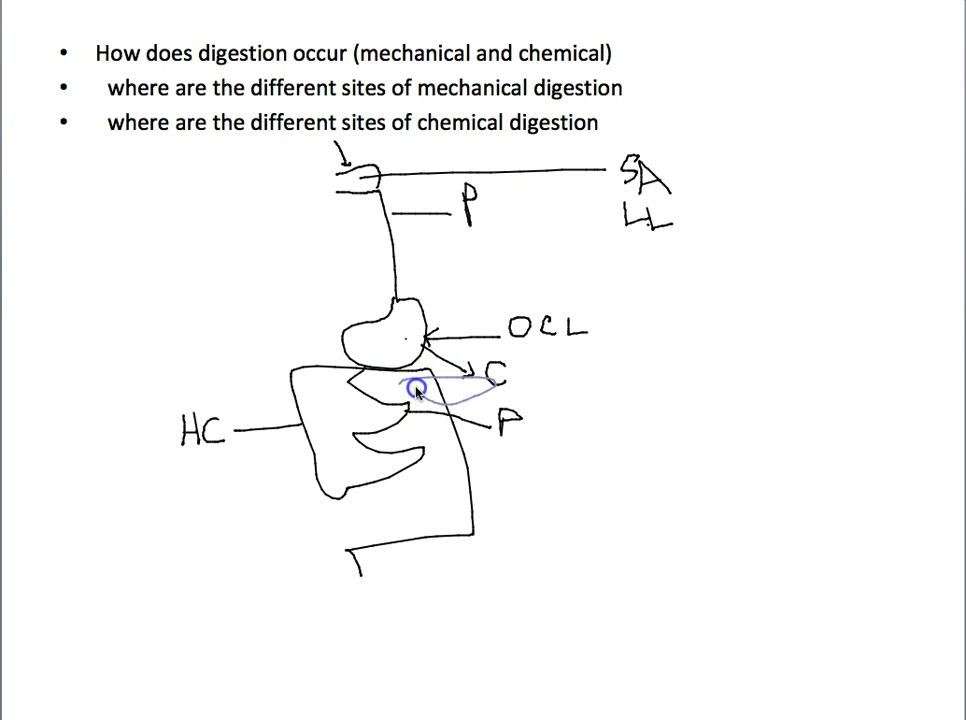 • How does digestion occur (mechanical and chemical)
• where are the different sites of mechanical digestion
• where are the different sites of chemical digestion
SA
P
LL
OCL
C
P
HC